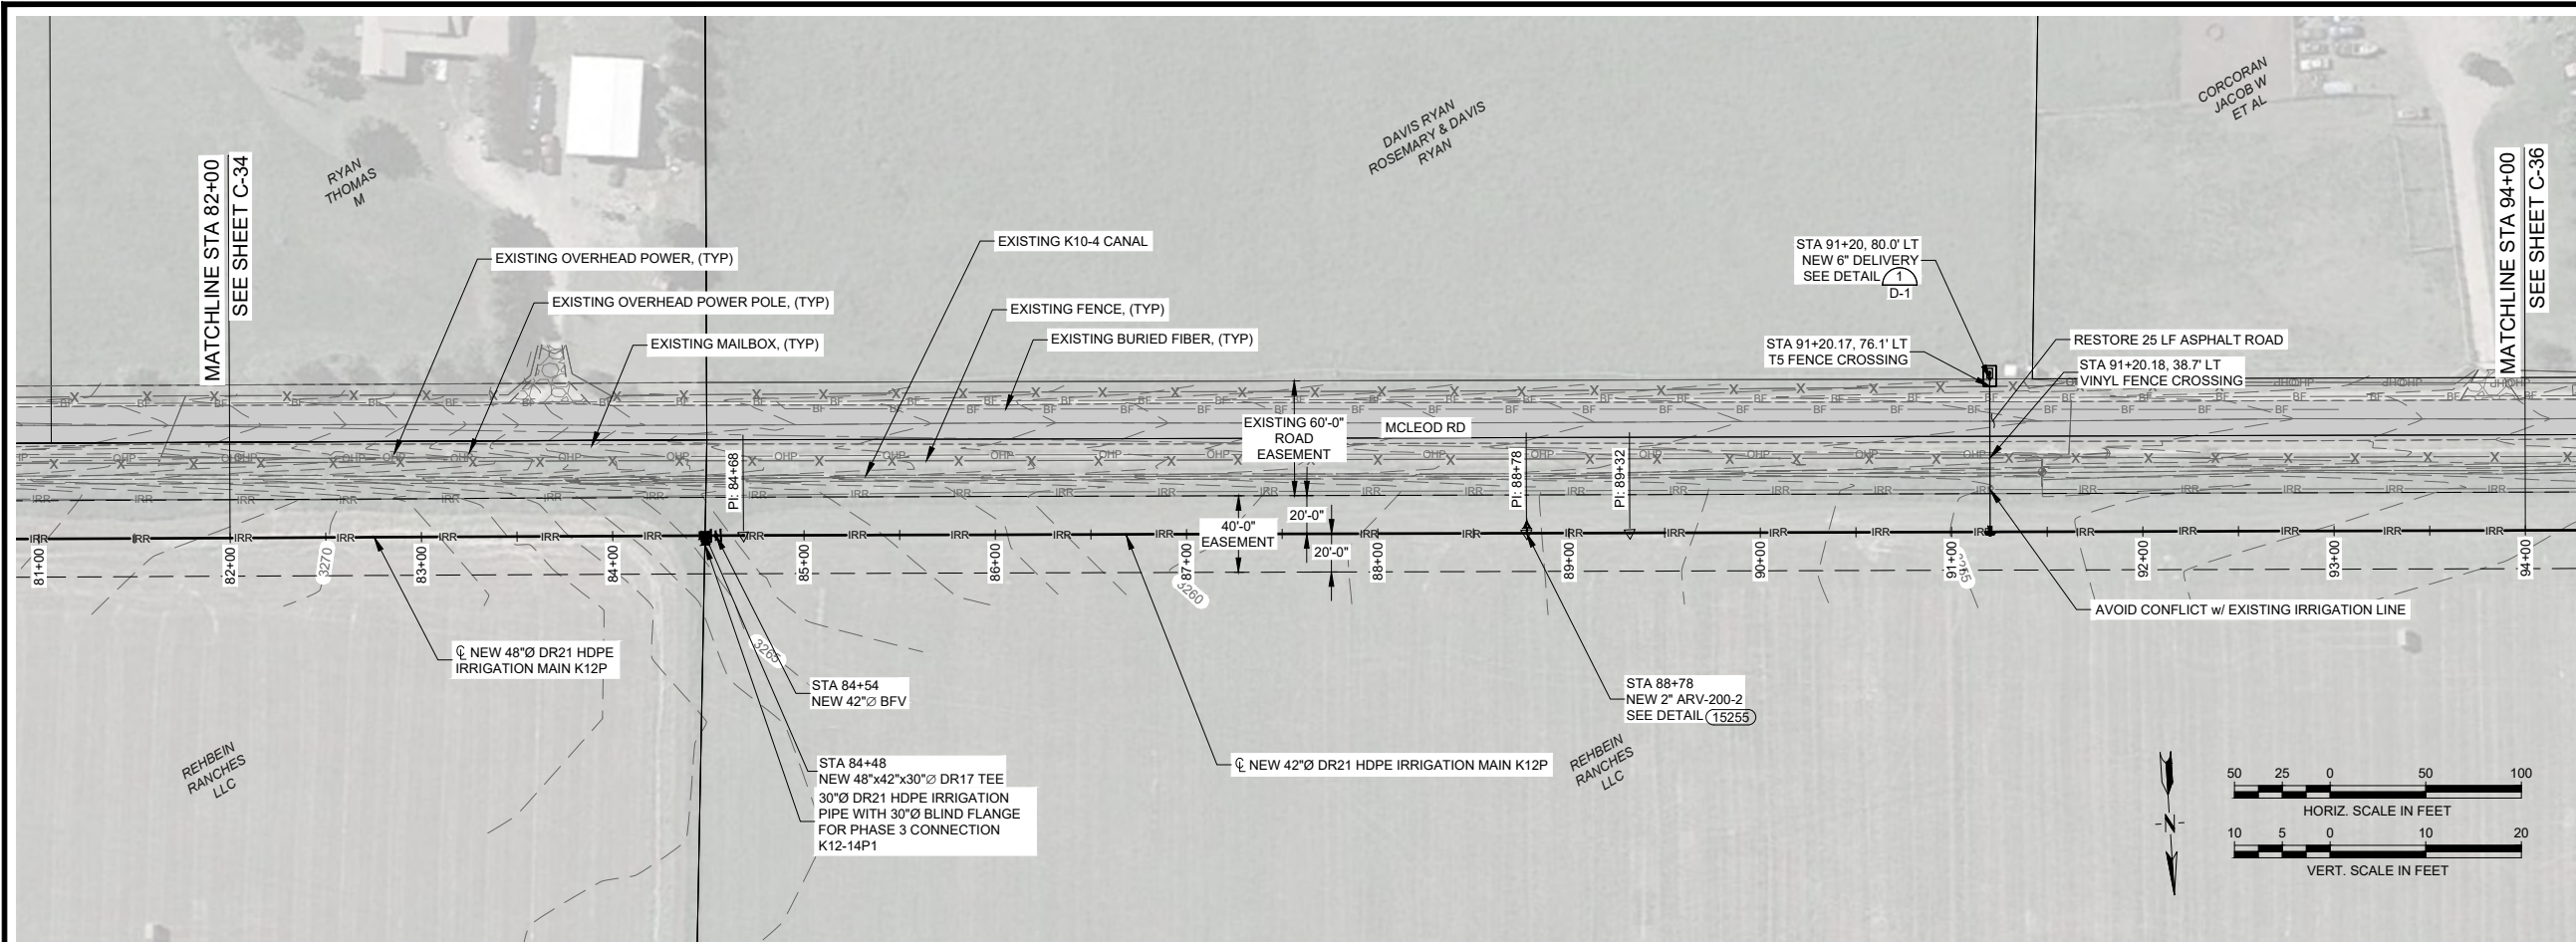 MATCHLINE STA 82+00
SEE SHEET C-34
RYAN
THOMAS
M
DAVIS RYAN
ROSEMARY & DAVIS
RYAN
CORCORAN
JACOB W
ET AL
MATCHLINE STA 94+00
SEE SHEET C-36
EXISTING OVERHEAD POWER, (TYP)
EXISTING OVERHEAD POWER POLE, (TYP)
EXISTING MAILBOX, (TYP)
EXISTING K10-4 CANAL
EXISTING FENCE, (TYP)
EXISTING BURIED FIBER, (TYP)
STA 91+20, 80.0' LT
NEW 6" DELIVERY
SEE DETAIL 1
D-1
STA 91+20.17, 76.1' LT
T5 FENCE CROSSING
RESTORE 25 LF ASPHALT ROAD
STA 91+20.18, 38.7' LT
VINYL FENCE CROSSING
EXISTING 60'-0"
ROAD
EASEMENT
MCLEOD RD
PI: 84+68
PI: 88+78
PI: 89+32
40'-0"
EASEMENT
20'-0"
20'-0"
81+00
82+00
83+00
84+00
85+00
86+00
87+00
88+00
89+00
90+00
91+00
92+00
93+00
94+00
3270
3265
3260
3265
BF
OHP
IRR
IRR
AVOID CONFLICT w/ EXISTING IRRIGATION LINE
℄ NEW 48"Ø DR21 HDPE
IRRIGATION MAIN K12P
STA 84+54
NEW 42"∅ BFV
STA 84+48
NEW 48"x42"x30"∅ DR17 TEE
30"Ø DR21 HDPE IRRIGATION
PIPE WITH 30"Ø BLIND FLANGE
FOR PHASE 3 CONNECTION
K12-14P1
℄ NEW 42"Ø DR21 HDPE IRRIGATION MAIN K12P
STA 88+78
NEW 2" ARV-200-2
SEE DETAIL 15255
REHBEIN
RANCHES
LLC
REHBEIN
RANCHES
LLC
N
50 25 0 50 100
HORIZ. SCALE IN FEET
10 5 0 10 20
VERT. SCALE IN FEET